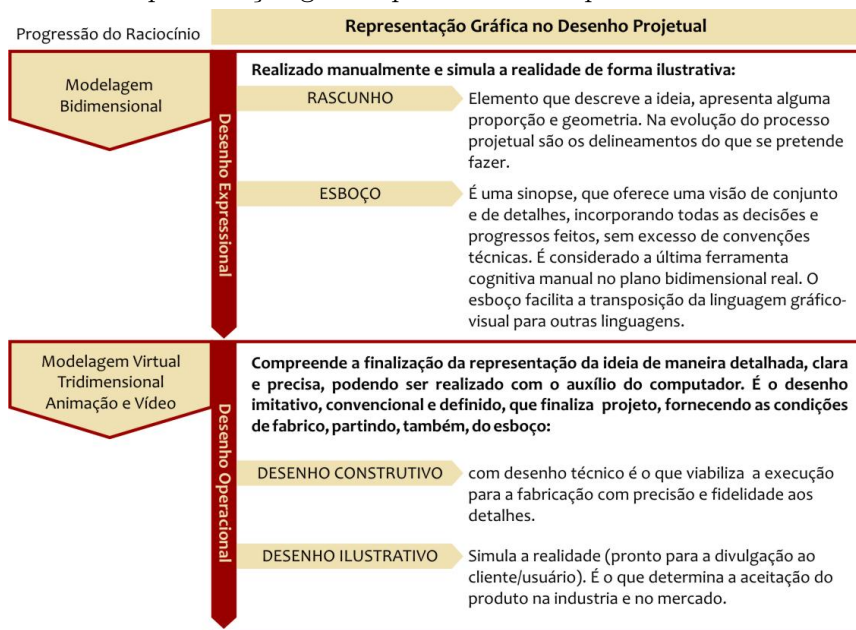 Progressão do Raciocínio
Representação Gráfica no Desenho Projetual
Modelagem
Bidimensional
Desenho Expressional
Realizado manualmente e simula a realidade de forma ilustrativa:
RASCUNHO
Elemento que descreve a ideia, apresenta alguma
proporção e geometria. Na evolução do processo
projetual são os delineamentos do que se pretende
fazer.
ESBOÇO
É uma sinopse, que oferece uma visão de conjunto
e de detalhes, incorporando todas as decisões e
progressos feitos, sem excesso de convenções
técnicas. É considerado a última ferramenta
cognitiva manual no plano bidimensional real. O
esboço facilita a transposição da linguagem gráfico-
visual para outras linguagens.
Modelagem Virtual
Tridimensional
Animação e Vídeo
Desenho Operacional
Compreende a finalização da representação da ideia de maneira detalhada, clara
e precisa, podendo ser realizado com o auxílio do computador. É o desenho
imitativo, convencional e definido, que finaliza projeto, fornecendo as condições
de fabrico, partindo, também, do esboço:
DESENHO CONSTRUTIVO
com desenho técnico é o que viabiliza a execução
para a fabricação com precisão e fidelidade aos
detalhes.
DESENHO ILUSTRATIVO
Simula a realidade (pronto para a divulgação ao
cliente/usuário). É o que determina a aceitação do
produto na industria e no mercado.